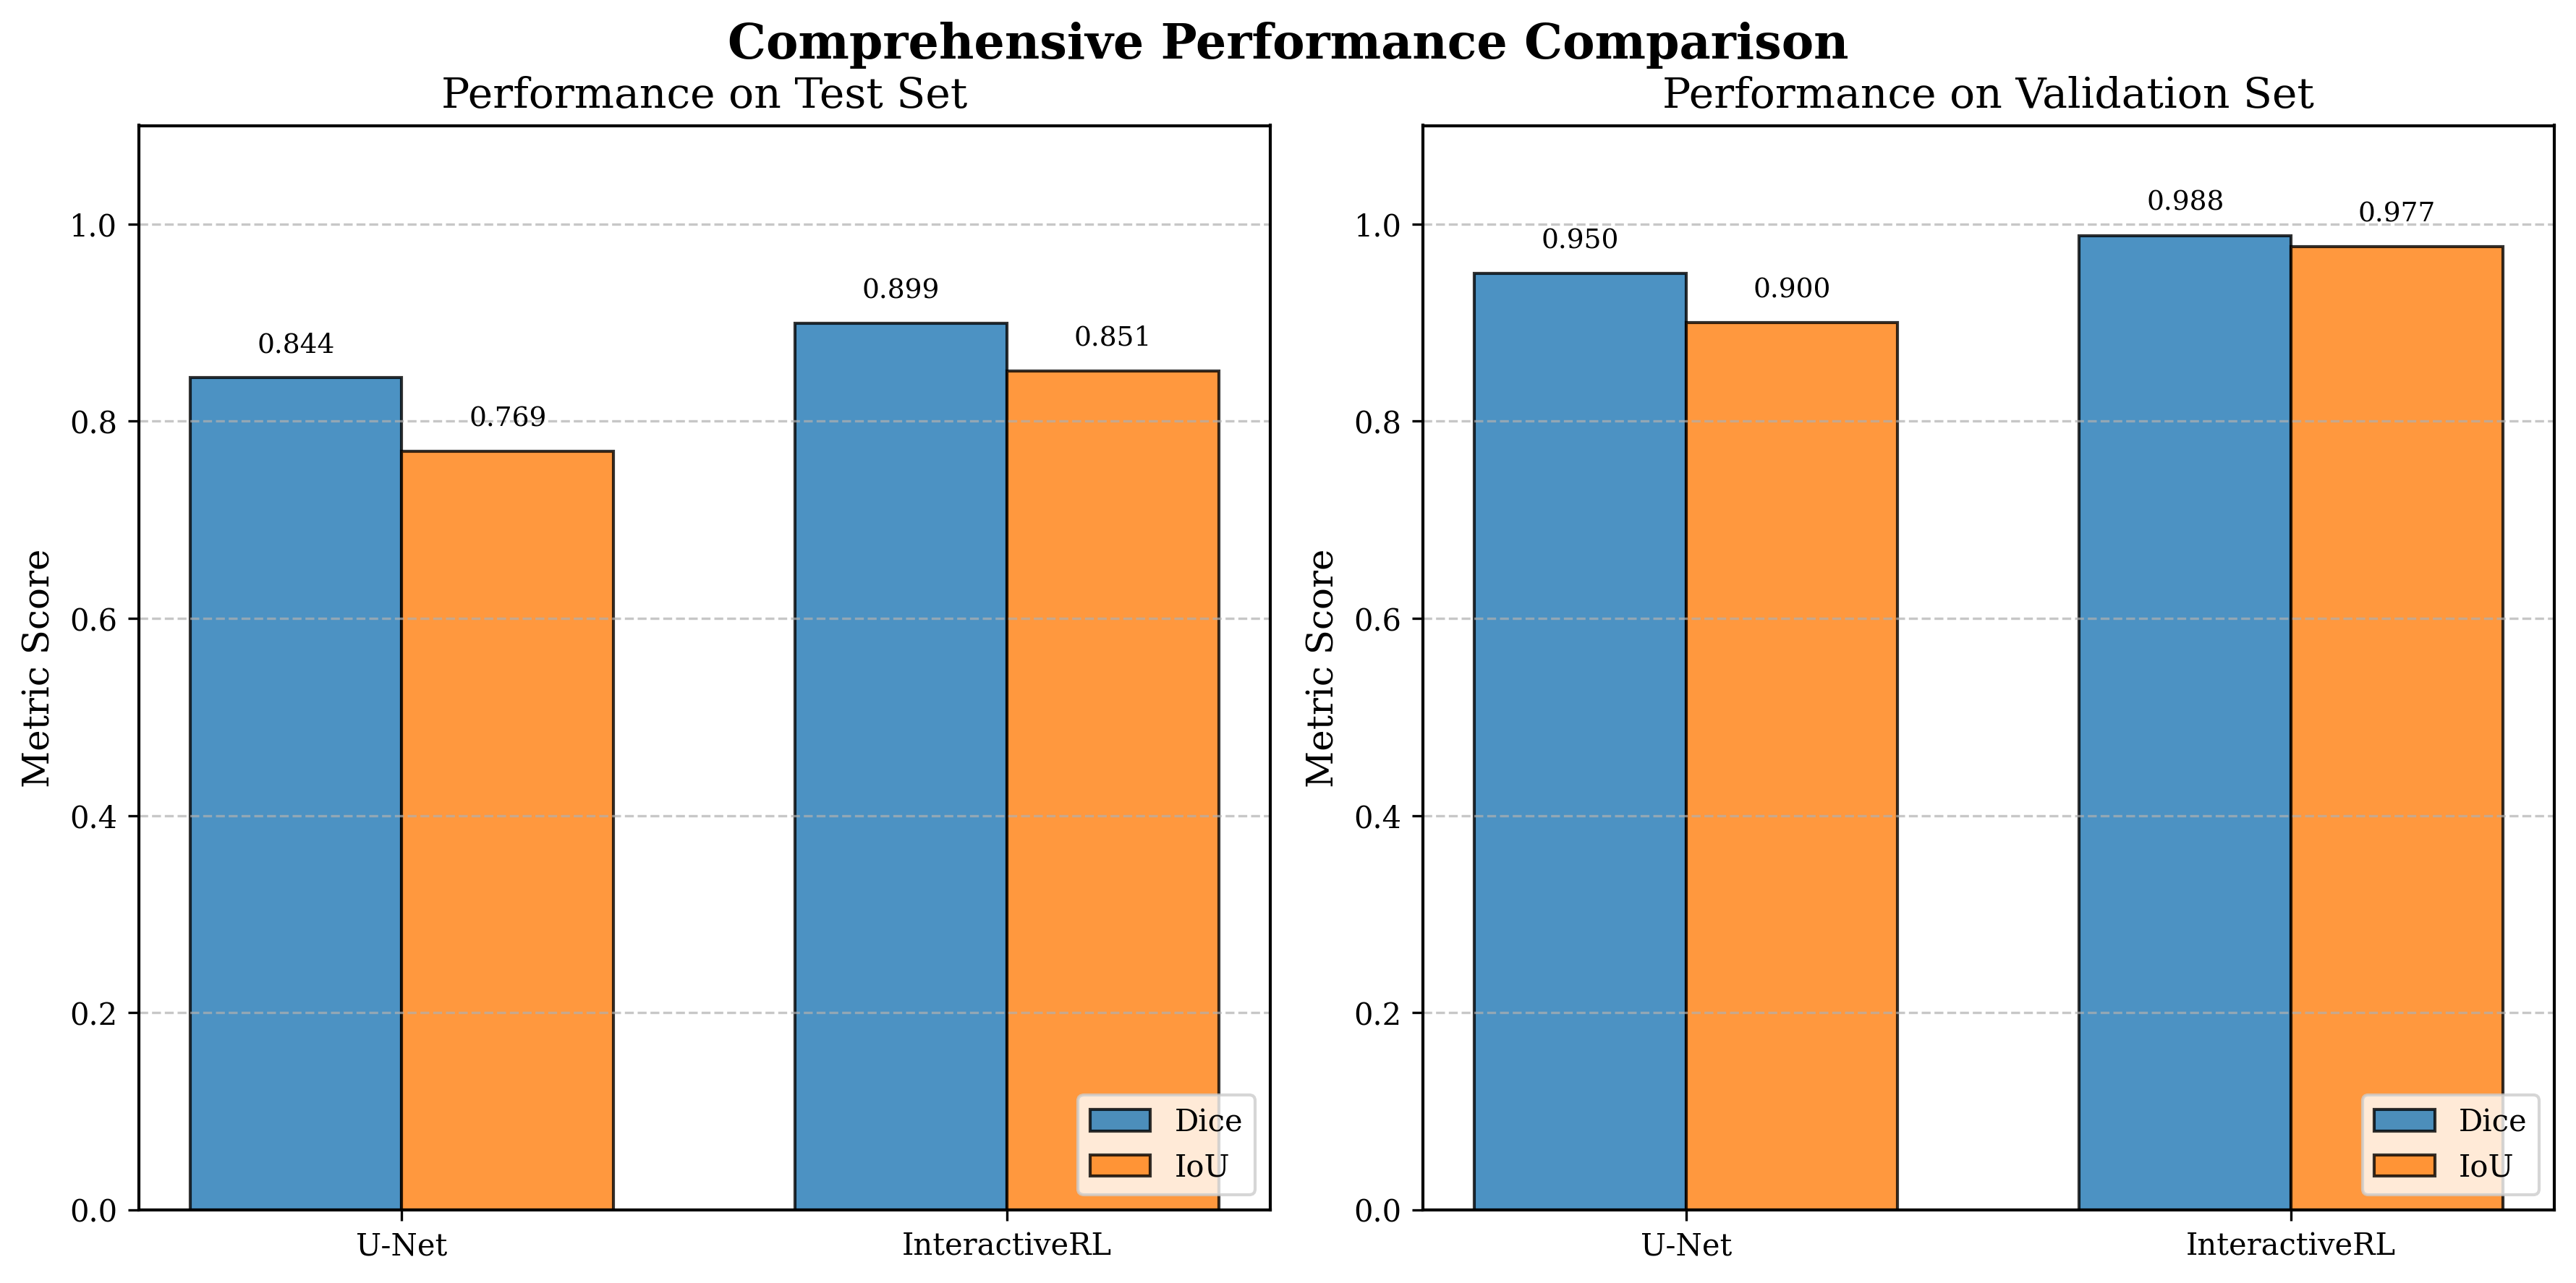 Comprehensive Performance Comparison
Performance on Test Set
Metric Score
1.0
0.8
0.6
0.4
0.2
0.0
0.844
0.769
0.899
0.851
U-Net
InteractiveRL
Dice
IoU
Performance on Validation Set
Metric Score
1.0
0.8
0.6
0.4
0.2
0.0
0.950
0.900
0.988
0.977
U-Net
InteractiveRL
Dice
IoU